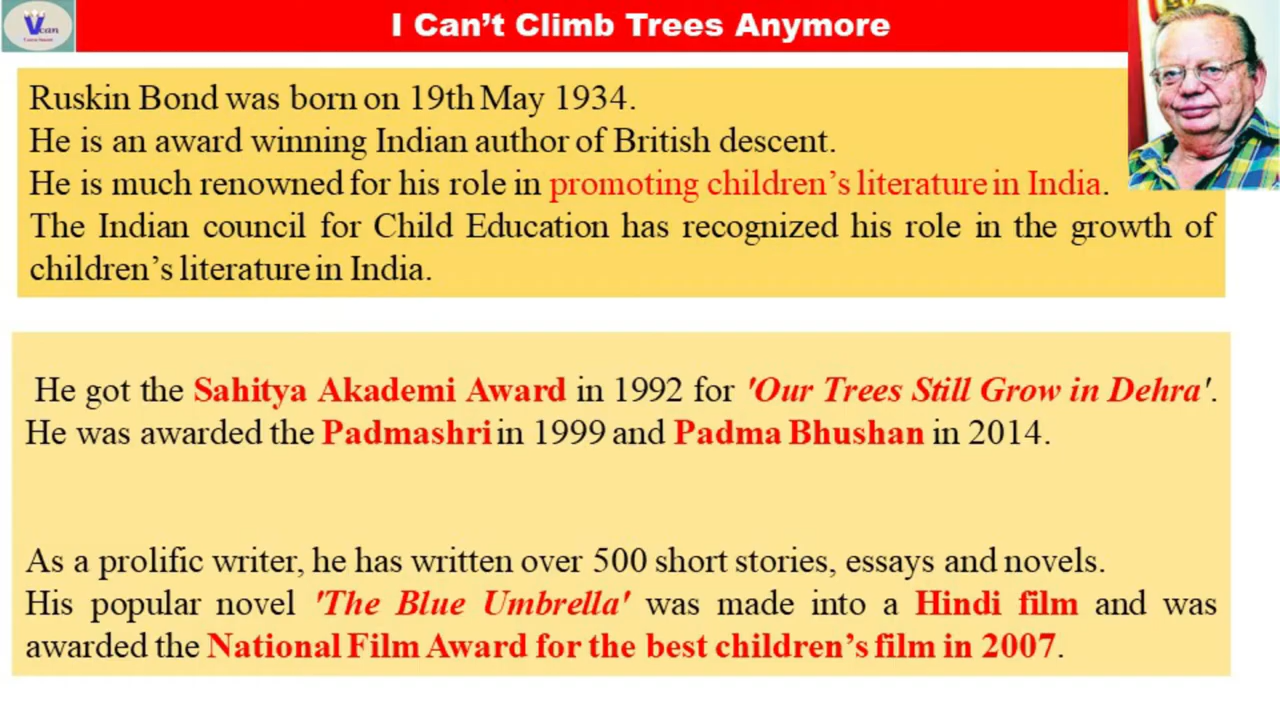 Vcan
I Can’t Climb Trees Anymore
Ruskin Bond was born on 19th May 1934.
He is an award winning Indian author of British descent.
He is much renowned for his role in promoting children’s literature in India.
The Indian council for Child Education has recognized his role in the growth of
children’s literature in India.
He got the Sahitya Akademi Award in 1992 for 'Our Trees Still Grow in Dehra'.
He was awarded the Padmashri in 1999 and Padma Bhushan in 2014.
As a prolific writer, he has written over 500 short stories, essays and novels.
His popular novel 'The Blue Umbrella' was made into a Hindi film and was
awarded the National Film Award for the best children’s film in 2007.